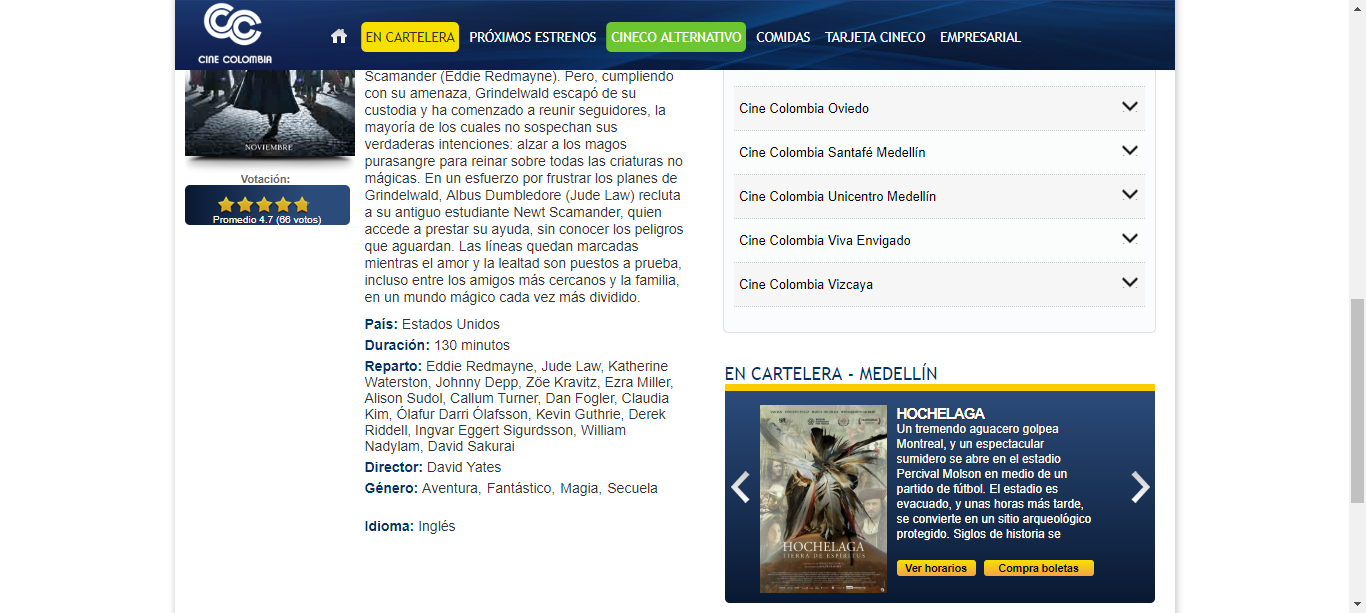 CINE COLOMBIA
EN CARTELERA
PRÓXIMOS ESTRENOS
CINECO ALTERNATIVO
COMIDAS
TARJETA CINECO
EMPRESARIAL
NOVIEMBRE
Votación:
Promedio 4.7 (66 votos)
Scamander (Eddie Redmayne). Pero, cumpliendo
con su amenaza, Grindelwald escapó de su
custodia y ha comenzado a reunir seguidores, la
mayoría de los cuales no sospechan sus
verdaderas intenciones: alzar a los magos
purasangre para reinar sobre todas las criaturas no
mágicas. En un esfuerzo por frustrar los planes de
Grindelwald, Albus Dumbledore (Jude Law) recluta
a su antiguo estudiante Newt Scamander, quien
accede a prestar su ayuda, sin conocer los peligros
que aguardan. Las líneas quedan marcadas
mientras el amor y la lealtad son puestos a prueba,
incluso entre los amigos más cercanos y la familia,
en un mundo mágico cada vez más dividido.
País: Estados Unidos
Duración: 130 minutos
Reparto: Eddie Redmayne, Jude Law, Katherine
Waterston, Johnny Depp, Zöe Kravitz, Ezra Miller,
Alison Sudol, Callum Turner, Dan Fogler, Claudia
Kim, Ólafur Darri Ólafsson, Kevin Guthrie, Derek
Riddell, Ingvar Eggert Sigurdsson, William
Nadylam, David Sakurai
Director: David Yates
Género: Aventura, Fantástico, Magia, Secuela
Idioma: Inglés
Cine Colombia Oviedo
Cine Colombia Santafé Medellín
Cine Colombia Unicentro Medellín
Cine Colombia Viva Envigado
Cine Colombia Vizcaya
EN CARTELERA - MEDELLÍN
HOCHELAGA
TIERRA DE ESPÍRITUS
HOCHELAGA
Un tremendo aguacero golpea
Montreal, y un espectacular
sumidero se abre en el estadio
Percival Molson en medio de un
partido de fútbol. El estadio es
evacuado, y unas horas más tarde,
se convierte en un sitio arqueológico
protegido. Siglos de historia se
Ver horarios
Compra boletas